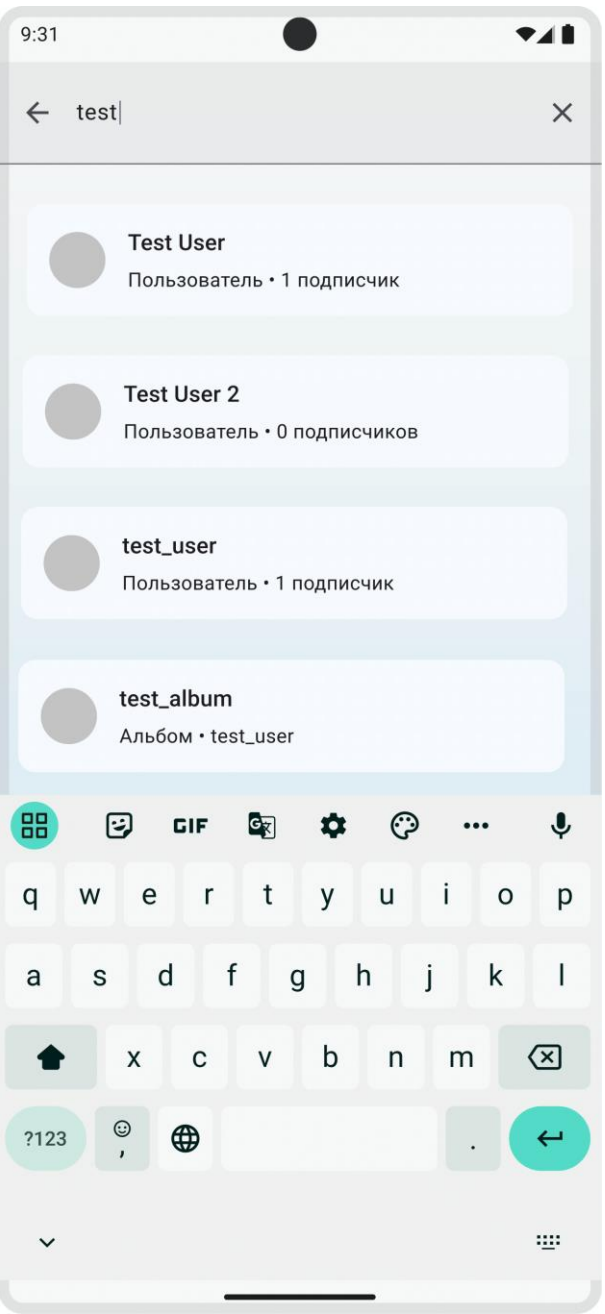 9:31
test
Test User
Пользователь • 1 подписчик
Test User 2
Пользователь • 0 подписчиков
test_user
Пользователь • 1 подписчик
test_album
Альбом • test_user
GIF
G
q w e r t y u i o p
a s d f g h j k l
x c v b n m
?123 , .